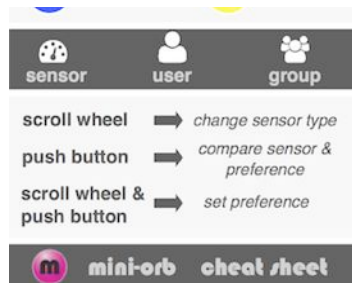 sensor user group
scroll wheel change sensor type
push button compare sensor &
preference
scroll wheel &
push button set preference
m mini-orb cheat sheet